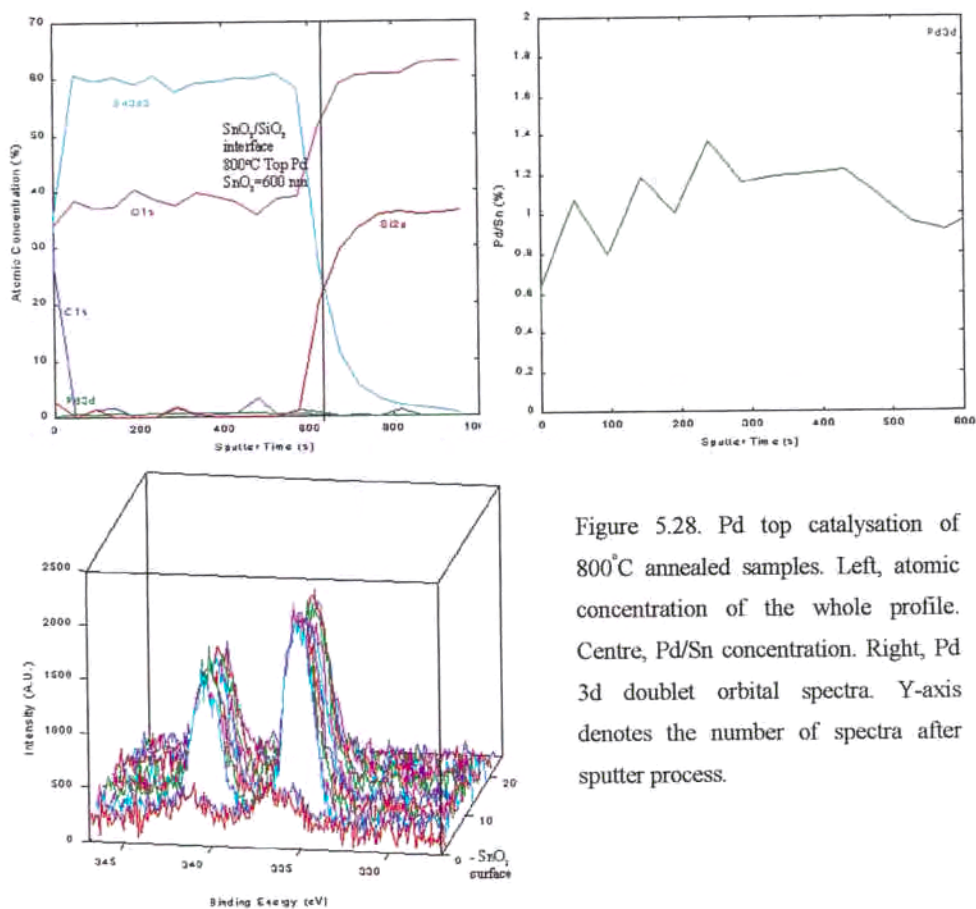 70
60
50
40
30
20
10
0
Atomic Concentration (%)
O1s
C1s
Pd3d
Si2s
SnO₂/SiO₂
interface
800°C Top Pd
SnO₂=600 nm
0 200 400 600 800 100
Sputter Time (s)
2
1.8
1.6
1.4
1.2
1
0.8
0.6
0.4
0.2
0
Pd/Sn (%)
Pd3d
0 100 200 300 400 500 600
Sputter Time (s)
2500
2000
1500
1000
500
0
Intensity (A.U.)
345 340 335 330
Binding Energy (eV)
20
10
0
- SnO₂
surface
Figure 5.28. Pd top catalysation of
800°C annealed samples. Left, atomic
concentration of the whole profile.
Centre, Pd/Sn concentration. Right, Pd
3d doublet orbital spectra. Y-axis
denotes the number of spectra after
sputter process.